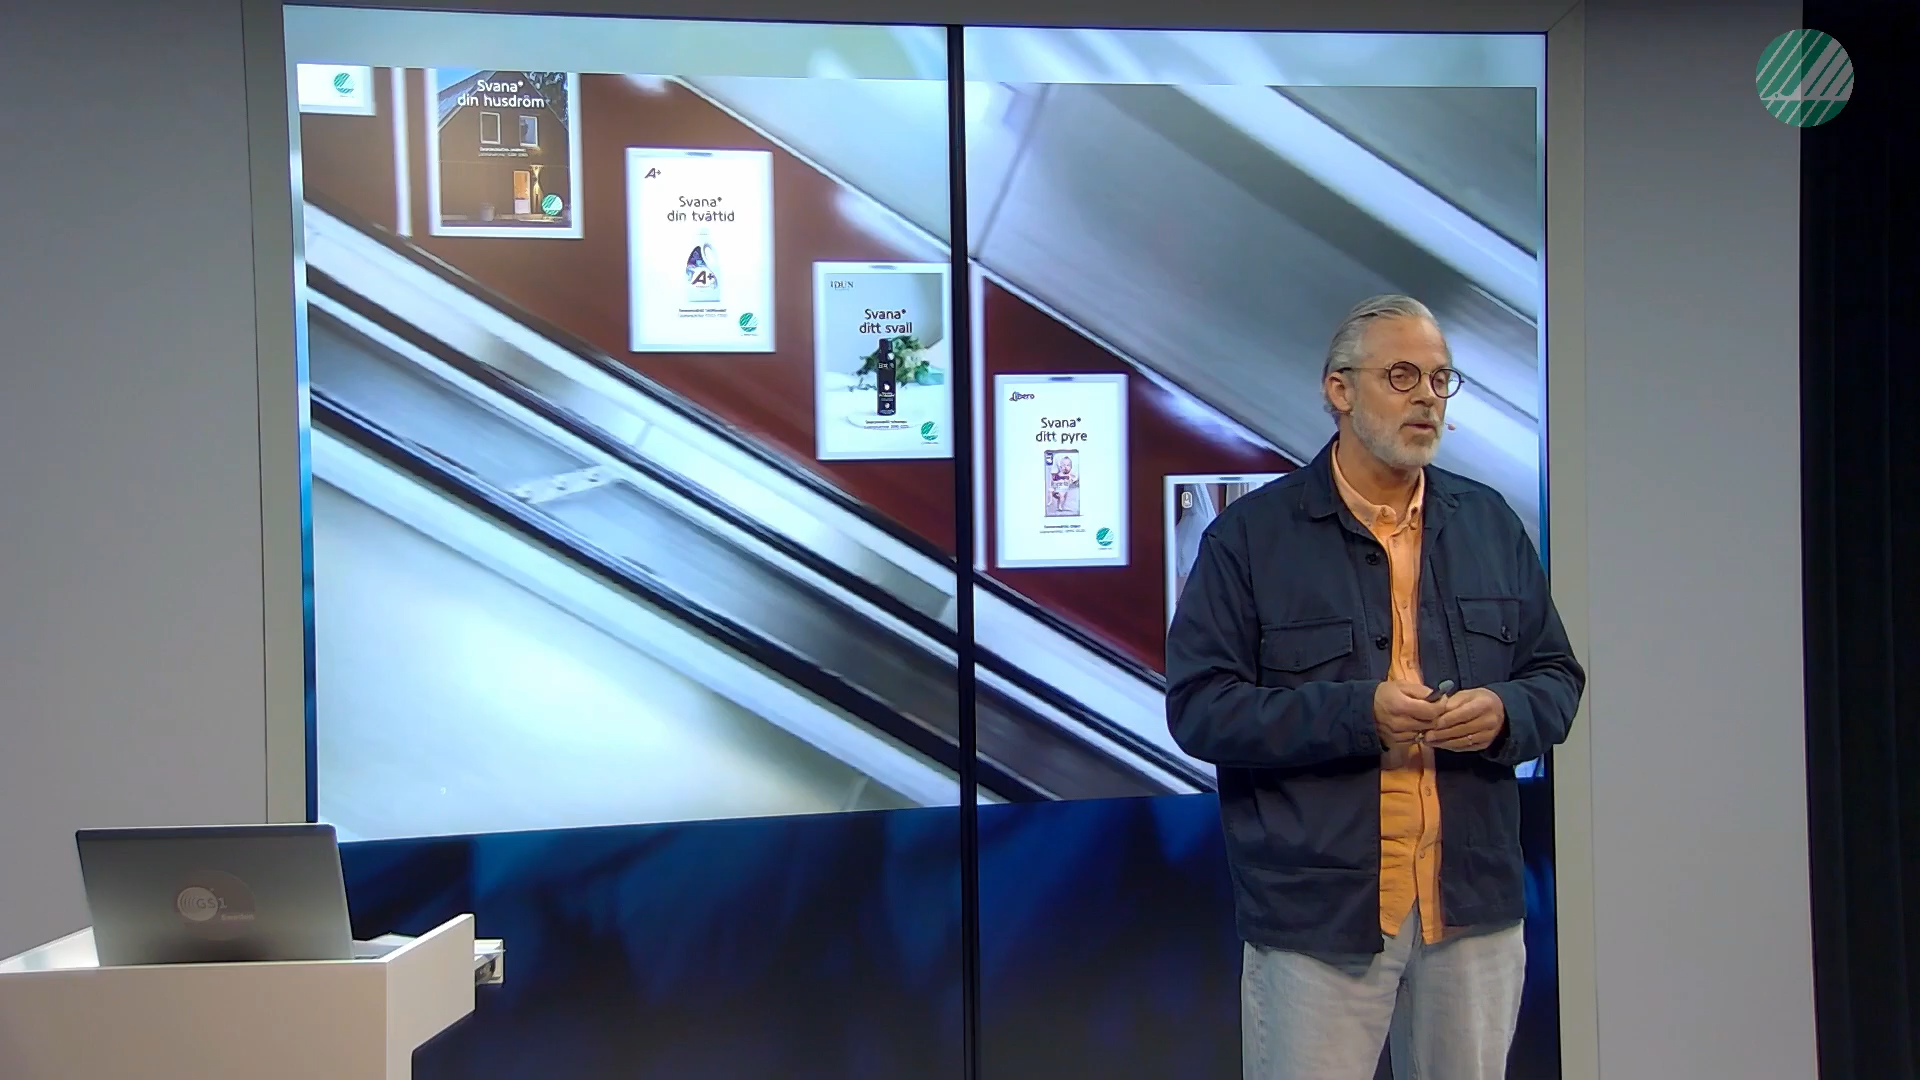 Svana*
din husdröm
A+
Svana*
din tvättid
A+
IDUN
Svana*
ditt svall
Libero
Svana*
ditt pyre
GS1
Sweden